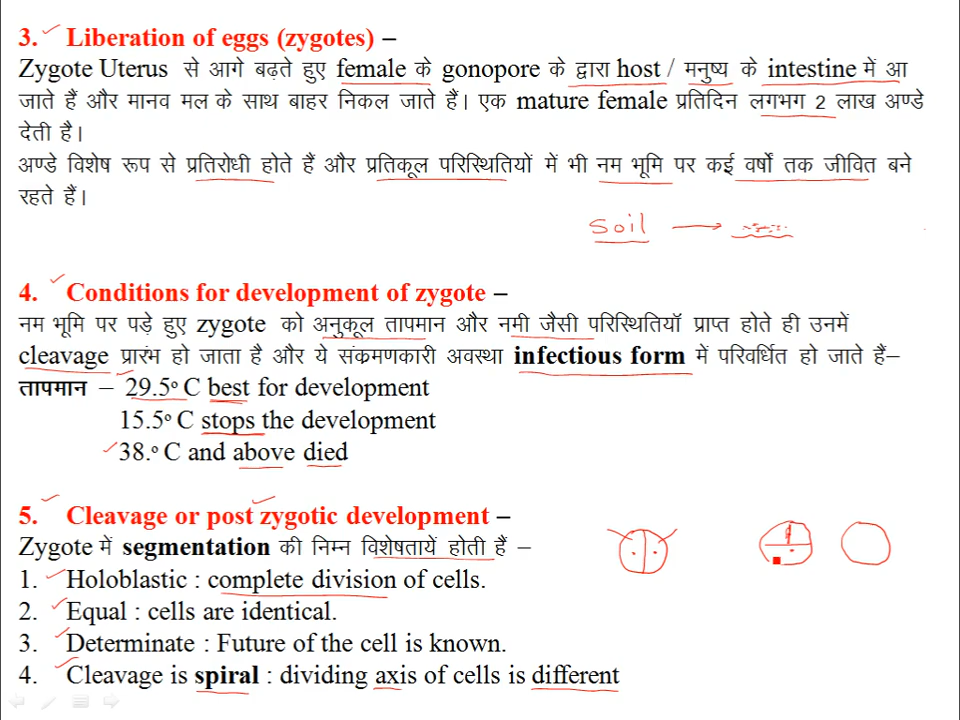 3. Liberation of eggs (zygotes) –
Zygote Uterus से आगे बढ़ते हुए female के gonopore के द्वारा host / मनुष्य के intestine में आ
जाते हैं और मानव मल के साथ बाहर निकल जाते हैं। एक mature female प्रतिदिन लगभग 2 लाख अण्डे
देती है।
अण्डे विशेष रूप से प्रतिरोधी होते हैं और प्रतिकूल परिस्थितियों में भी नम भूमि पर कई वर्षों तक जीवित बने
रहते हैं।
Soil
4. Conditions for development of zygote –
नम भूमि पर पड़े हुए zygote को अनुकूल तापमान और नमी जैसी परिस्थितियॉ प्राप्त होते ही उनमें
cleavage प्रारंभ हो जाता है और ये संक्रमणकारी अवस्था infectious form में परिवर्धित हो जाते हैं–
तापमान – 29.5° C best for development
15.5° C stops the development
38.° C and above died
5. Cleavage or post zygotic development –
Zygote में segmentation की निम्न विशेषतायें होती हैं –
1. Holoblastic : complete division of cells.
2. Equal : cells are identical.
3. Determinate : Future of the cell is known.
4. Cleavage is spiral : dividing axis of cells is different